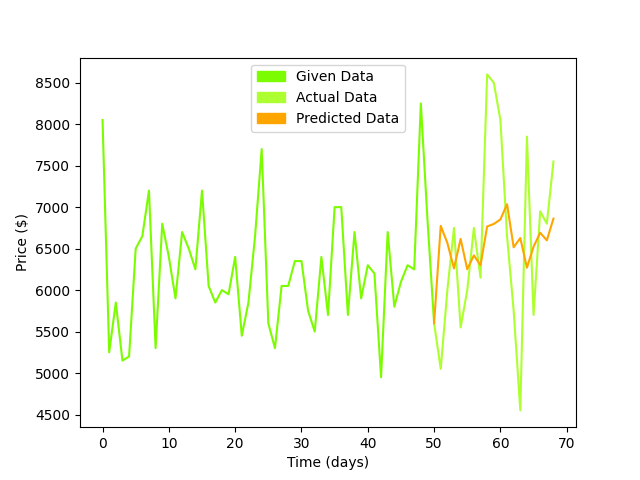 Given Data
Actual Data
Predicted Data
Price ($)
8500
8000
7500
7000
6500
6000
5500
5000
4500
0 10 20 30 40 50 60 70
Time (days)